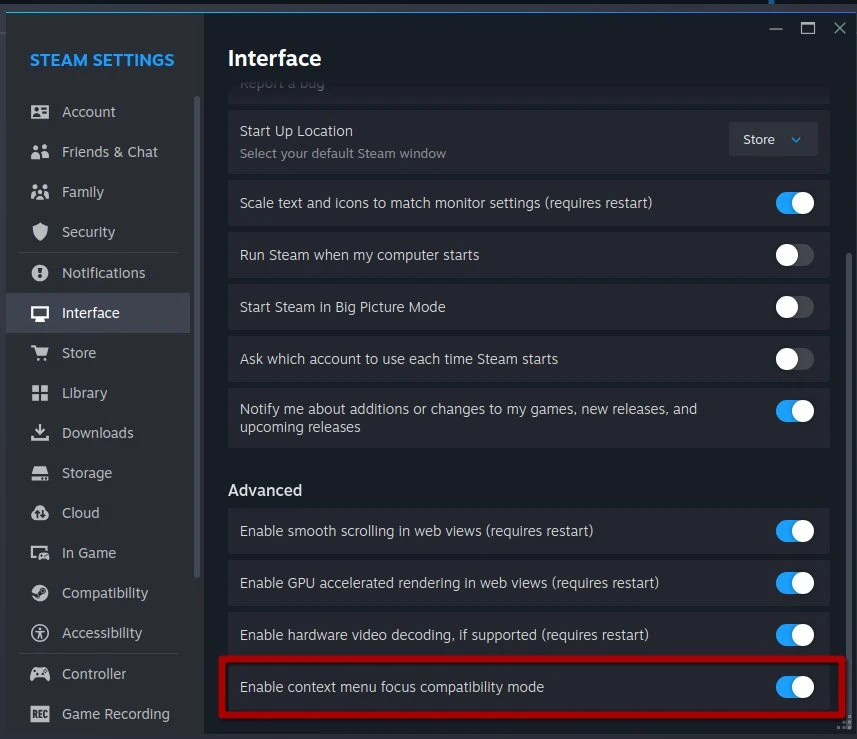 STEAM SETTINGS
Account
Friends & Chat
Family
Security
Notifications
Interface
Store
Library
Downloads
Storage
Cloud
In Game
Compatibility
Accessibility
Controller
REC
Game Recording
Interface
Report a bug
Start Up Location
Select your default Steam window
Store
Scale text and icons to match monitor settings (requires restart)
Run Steam when my computer starts
Start Steam in Big Picture Mode
Ask which account to use each time Steam starts
Notify me about additions or changes to my games, new releases, and
upcoming releases
Advanced
Enable smooth scrolling in web views (requires restart)
Enable GPU accelerated rendering in web views (requires restart)
Enable hardware video decoding, if supported (requires restart)
Enable context menu focus compatibility mode